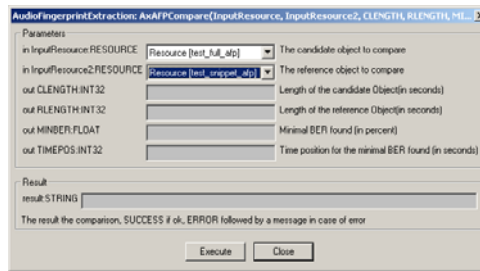 AudioFingerprintExtraction: AxAFPCompare(InputResource, InputResource2, CLENGTH, RLENGTH, MI...
Parameters
in InputResource:RESOURCE Resource [test_full_afp] The candidate object to compare
in InputResource2:RESOURCE Resource [test_snippet_afp] The reference object to compare
out CLENGTH:INT32 Length of the candidate Object(in seconds)
out RLENGTH:INT32 Length of the reference Object(in seconds)
out MINBER:FLOAT Minimal BER found (in percent)
out TIMEPOS:INT32 Time position for the minimal BER found (in seconds)
Result
result:STRING
The result the comparison, SUCCESS if ok, ERROR followed by a message in case of error
Execute Close